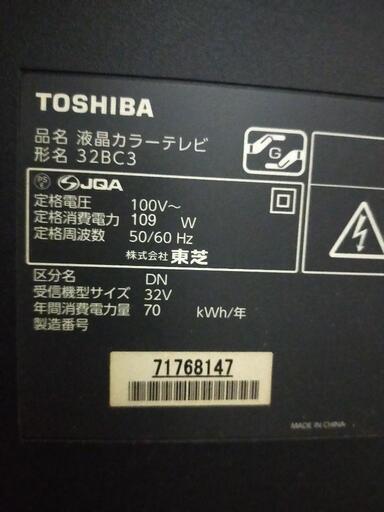 TOSHIBA
品名 液晶カラーテレビ
形名 32BC3
G
PS
E
JQA
定格電圧 100V～
定格消費電力 109 W
定格周波数 50/60 Hz
株式会社 東芝
区分名 DN
受信機型サイズ 32V
年間消費電力量 70 kWh/年
製造番号
71768147
MADE IN CHINA